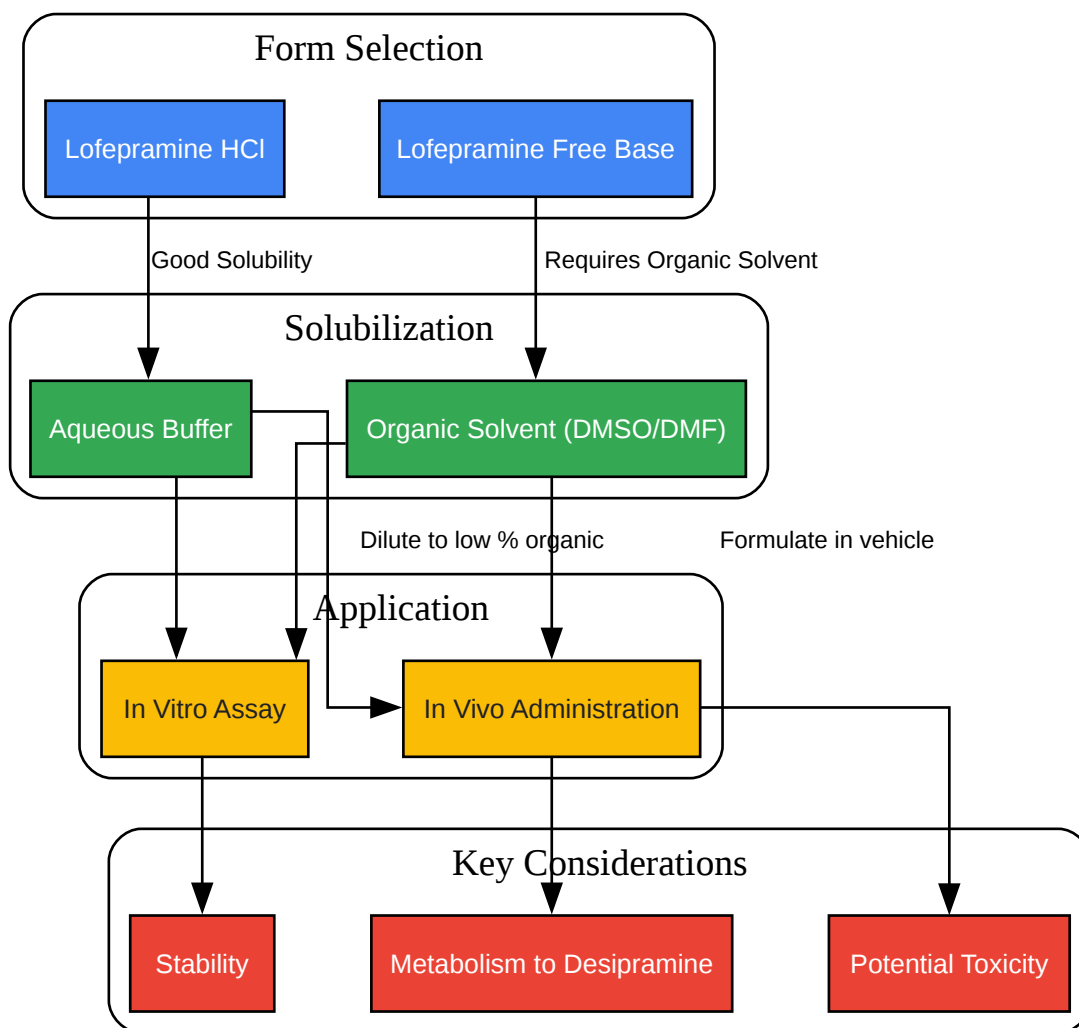 Form Selection
Lofepramine HCl
Lofepramine Free Base
Good Solubility
Requires Organic Solvent
Solubilization
Aqueous Buffer
Organic Solvent (DMSO/DMF)
Dilute to low % organic
Formulate in vehicle
Application
In Vitro Assay
In Vivo Administration
Key Considerations
Stability
Metabolism to Desipramine
Potential Toxicity